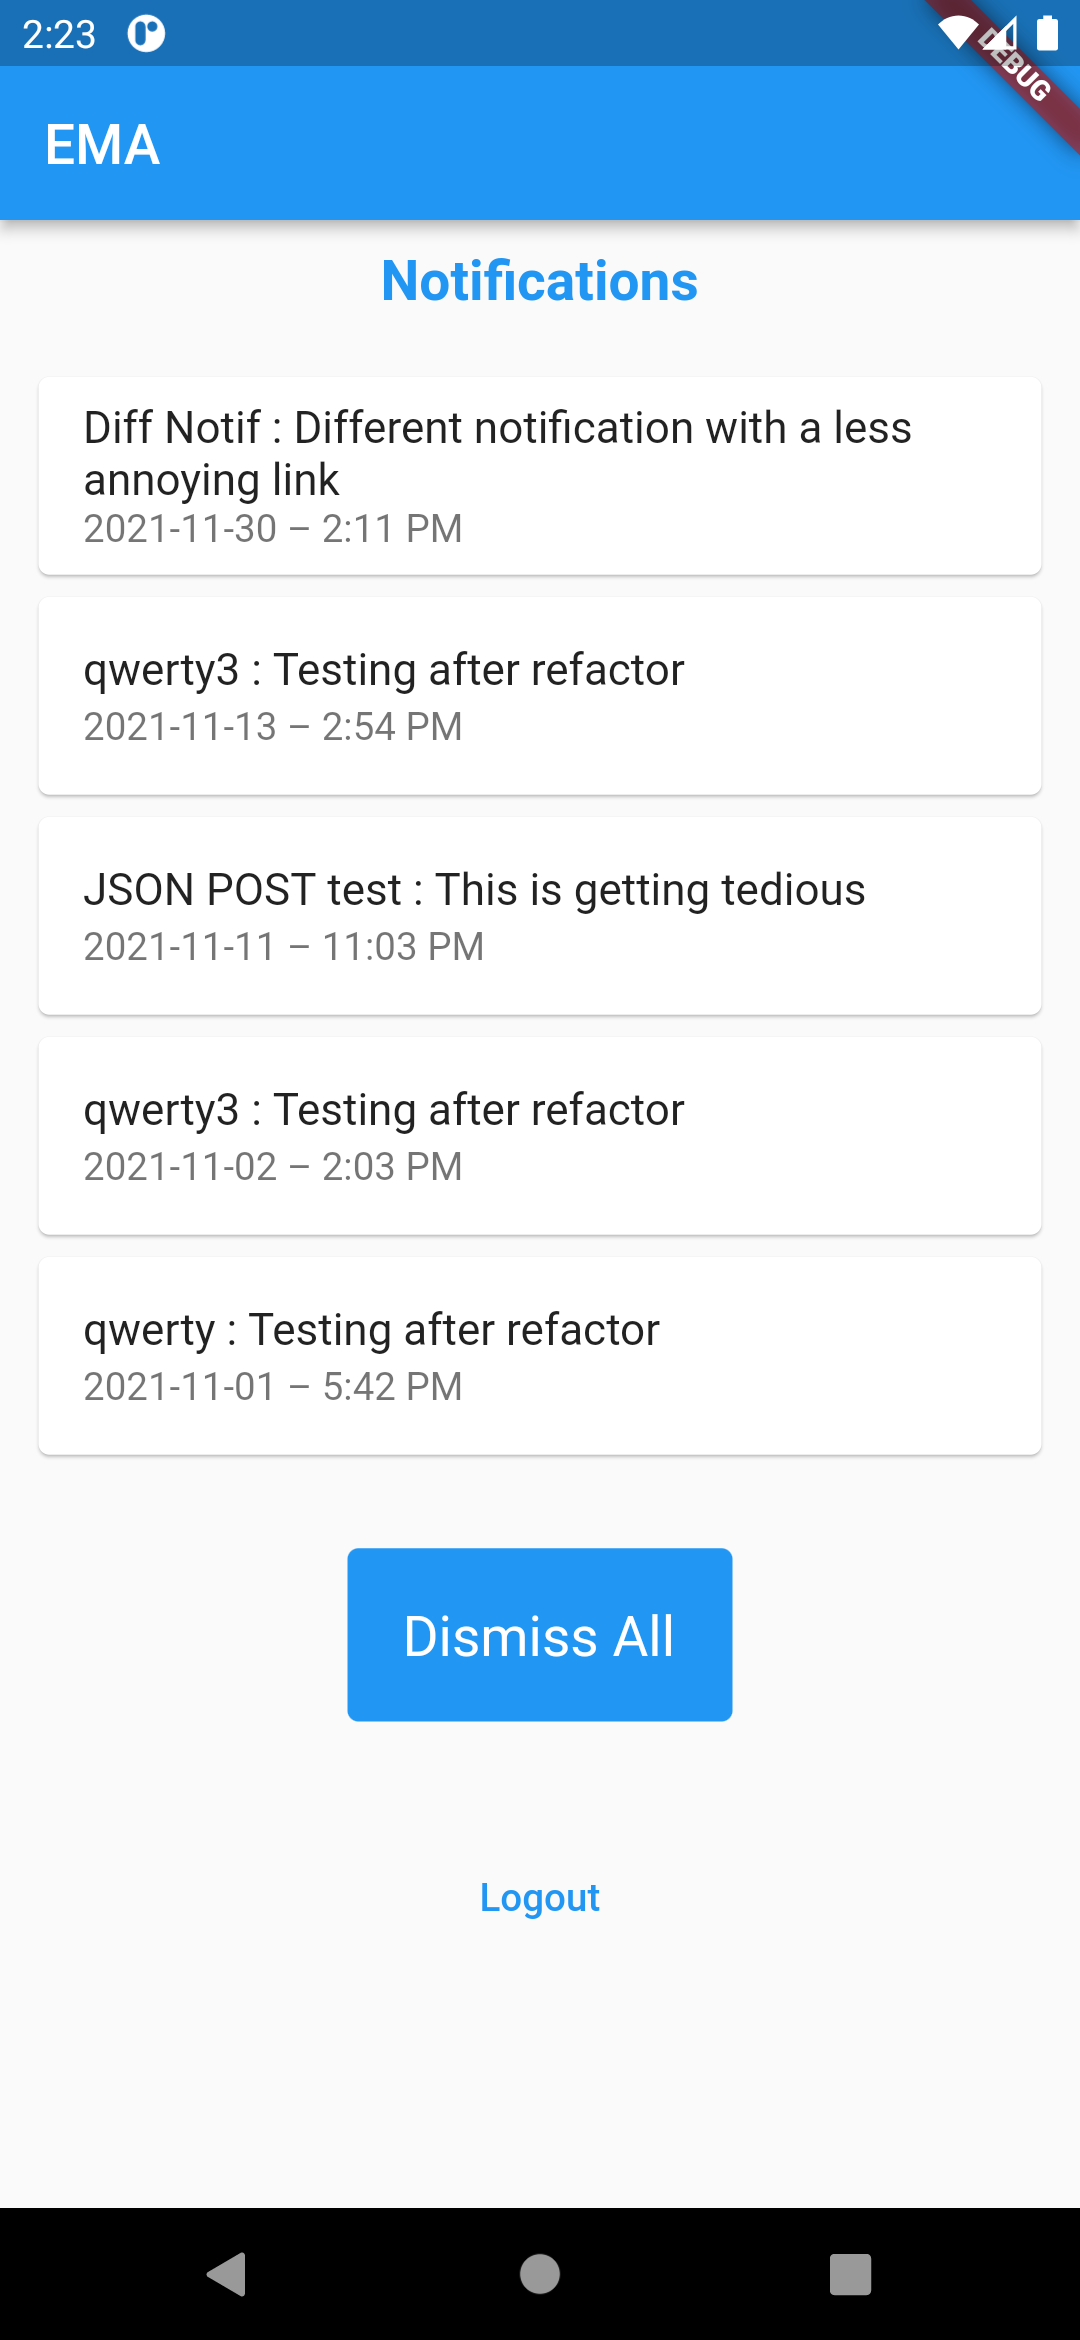 2:23
DEBUG
EMA
Notifications
Diff Notif : Different notification with a less
annoying link
2021-11-30 – 2:11 PM
qwerty3 : Testing after refactor
2021-11-13 – 2:54 PM
JSON POST test : This is getting tedious
2021-11-11 – 11:03 PM
qwerty3 : Testing after refactor
2021-11-02 – 2:03 PM
qwerty : Testing after refactor
2021-11-01 – 5:42 PM
Dismiss All
Logout